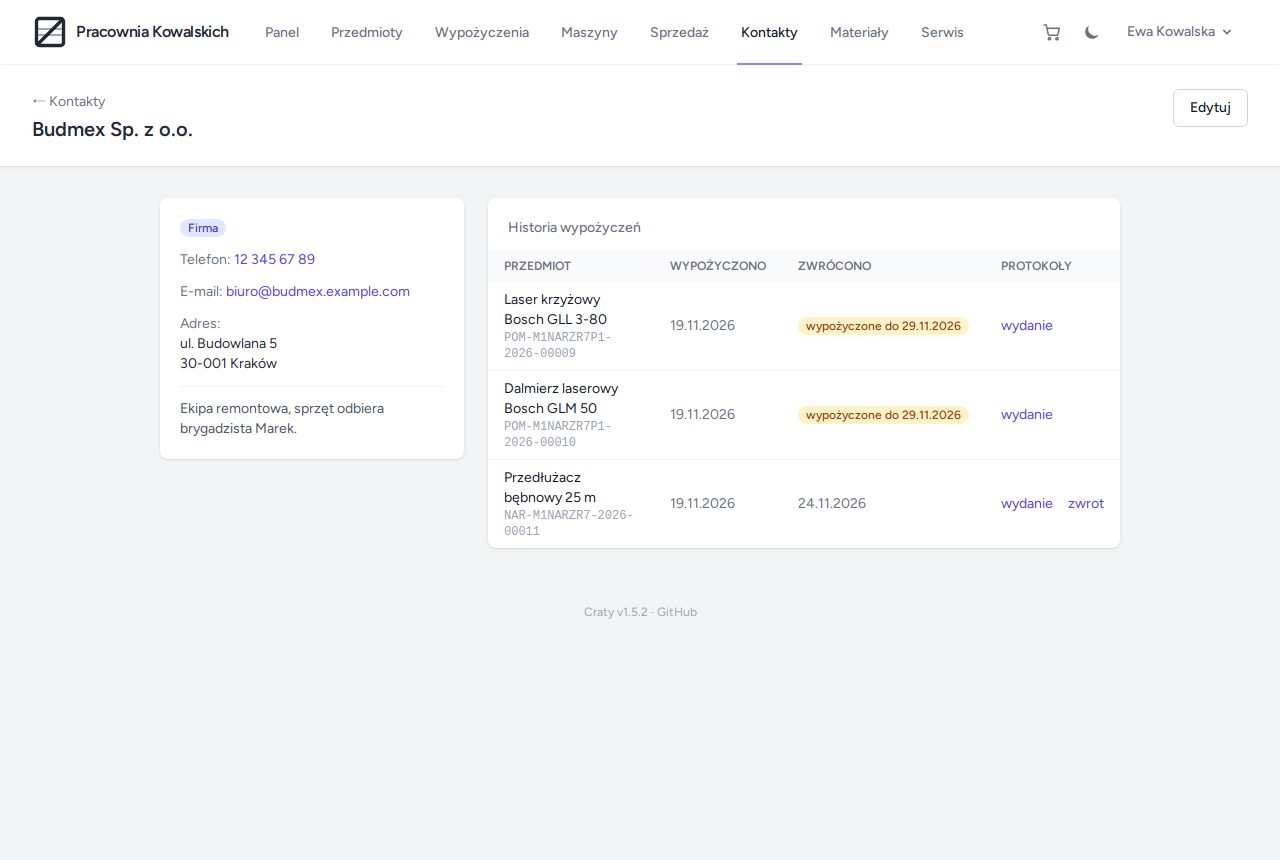 Pracownia Kowalskich Panel Przedmioty Wypożyczenia Maszyny Sprzedaż Kontakty Materiały Serwis Ewa Kowalska
← Kontakty
Budmex Sp. z o.o.
Edytuj
Firma
Telefon: 12 345 67 89
E-mail: biuro@budmex.example.com
Adres:
ul. Budowlana 5
30-001 Kraków
Ekipa remontowa, sprzęt odbiera
brygadzista Marek.
Historia wypożyczeń
PRZEDMIOT WYPOŻYCZONO ZWRÓCONO PROTOKOŁY
Laser krzyżowy
Bosch GLL 3-80
POM-M1NARZR7P1-
2026-00009
19.11.2026 wypożyczone do 29.11.2026 wydanie
Dalmierz laserowy
Bosch GLM 50
POM-M1NARZR7P1-
2026-00010
19.11.2026 wypożyczone do 29.11.2026 wydanie
Przedłużacz
bębnowy 25 m
NAR-M1NARZR7-2026-
00011
19.11.2026 24.11.2026 wydanie zwrot
Craty v1.5.2 · GitHub